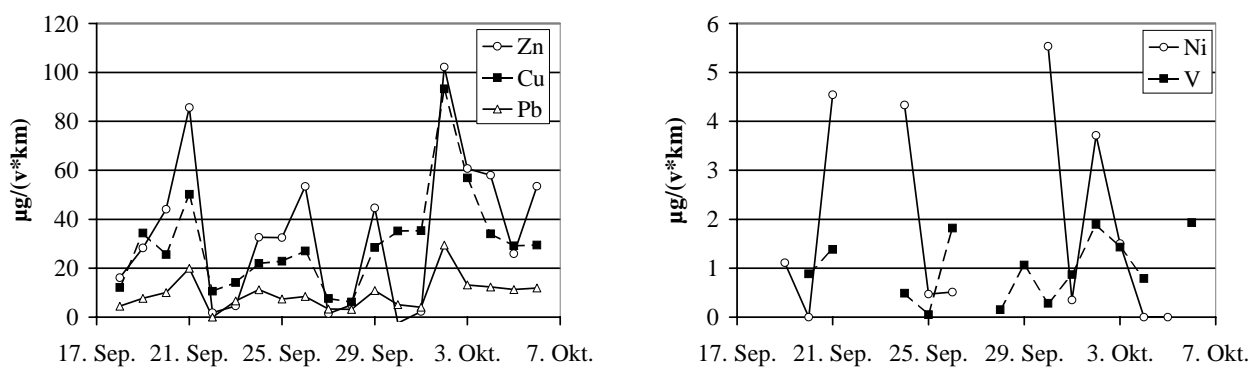 µg/(v*km)
120
100
80
60
40
20
0
17. Sep.
21. Sep.
25. Sep.
29. Sep.
3. Okt.
7. Okt.
Zn
Cu
Pb
µg/(v*km)
6
5
4
3
2
1
0
17. Sep.
21. Sep.
25. Sep.
29. Sep.
3. Okt.
7. Okt.
Ni
V